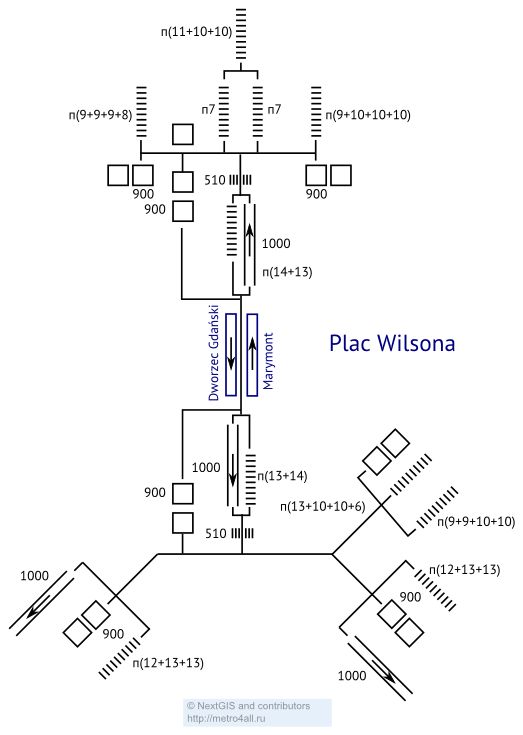 п(11+10+10)
п(9+9+9+8)
п7
п7
п(9+10+10+10)
510
900
900
900
1000
п(14+13)
Dworzec Gdański
Marymont
Plac Wilsona
1000
п(13+14)
900
п(13+10+10+6)
п(9+9+10+10)
510
п(12+13+13)
1000
900
900
п(12+13+13)
1000
© NextGIS and contributors
http://metro4all.ru